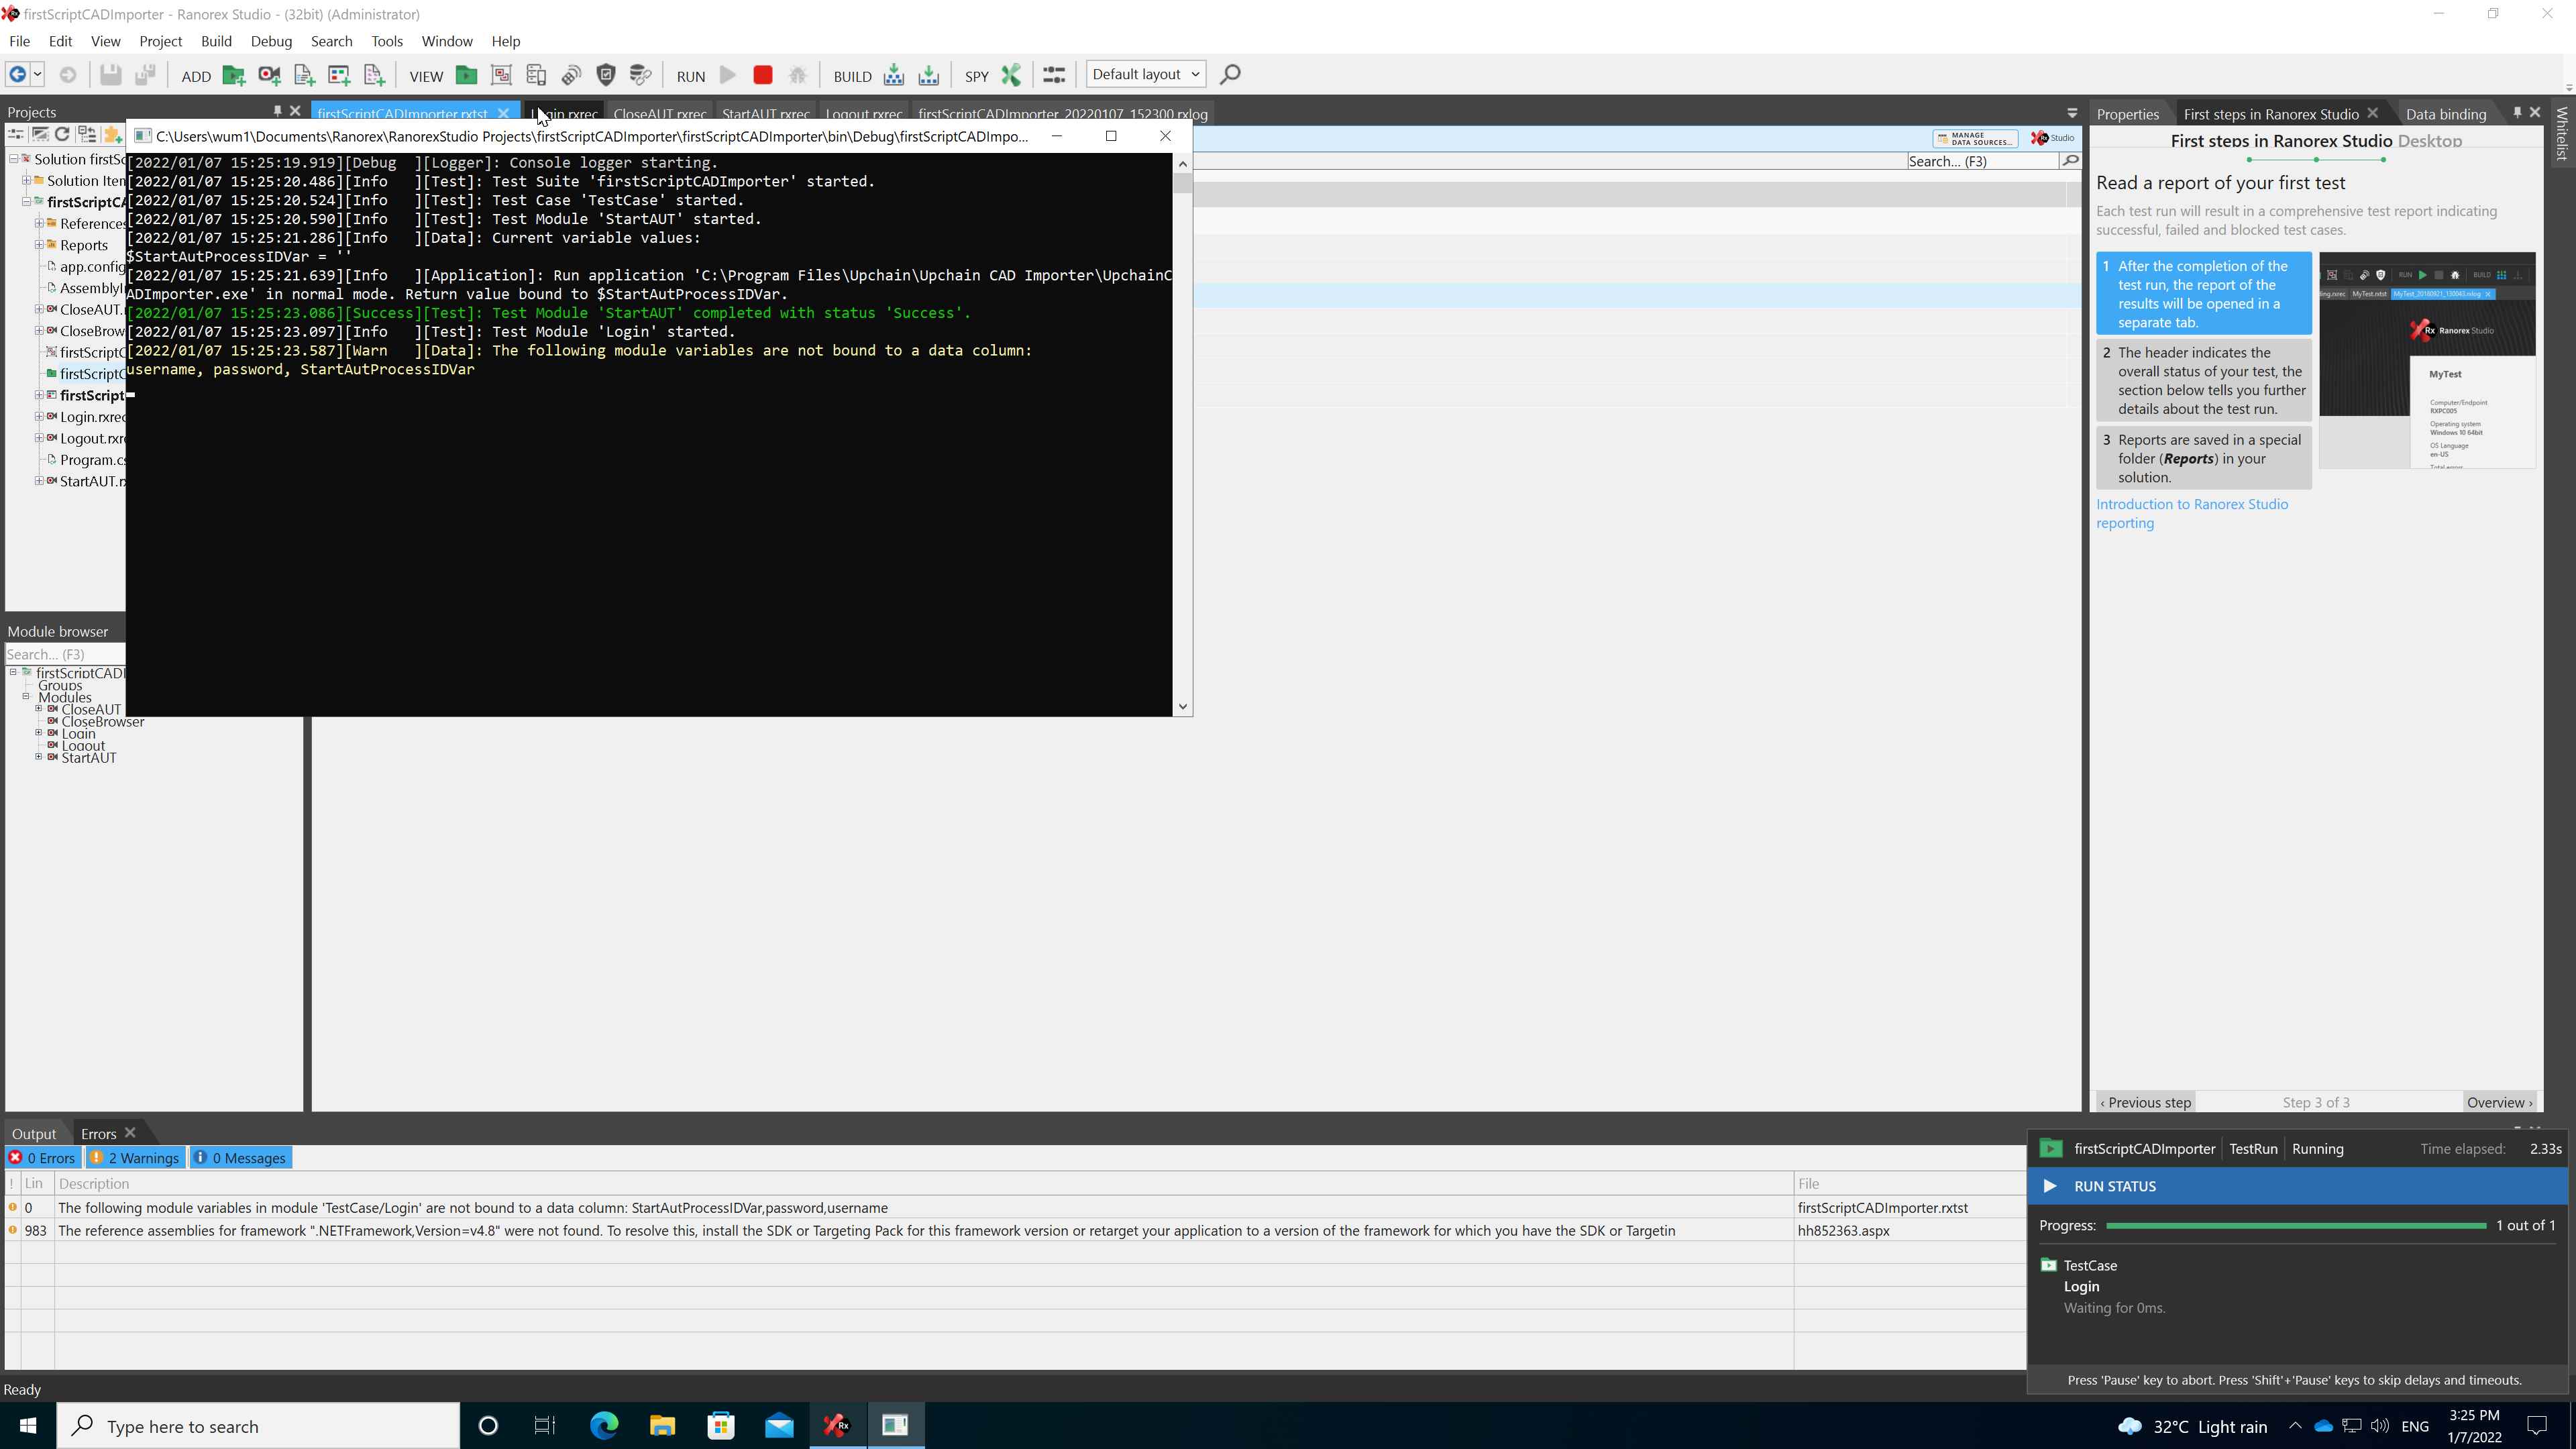 firstScriptCADImporter - Ranorex Studio - (32bit) (Administrator)
File Edit View Project Build Debug Search Tools Window Help
ADD VIEW RUN BUILD SPY Default layout
Projects
firstScriptCADImporter.rxtst
Login.rxrec
CloseAUT.rxrec
StartAUT.rxrec
Logout.rxrec
firstScriptCADImporter_20220107_152300.rxlog
Solution firstSc
Solution Iten
firstScriptCA
References
Reports
app.config
AssemblyI
CloseAUT.
CloseBrow
firstScriptC
firstScriptC
firstScript
Login.rxrec
Logout.rxr
Program.cs
StartAUT.r
Module browser
Search... (F3)
firstScriptCADI
Groups
Modules
CloseAUT
CloseBrowser
Login
Logout
StartAUT
C:\Users\wum1\Documents\Ranorex\RanorexStudio Projects\firstScriptCADImporter\firstScriptCADImporter\bin\Debug\firstScriptCADImpo...
[2022/01/07 15:25:19.919][Debug  ][Logger]: Console logger starting.
[2022/01/07 15:25:20.486][Info   ][Test]: Test Suite 'firstScriptCADImporter' started.
[2022/01/07 15:25:20.524][Info   ][Test]: Test Case 'TestCase' started.
[2022/01/07 15:25:20.590][Info   ][Test]: Test Module 'StartAUT' started.
[2022/01/07 15:25:21.286][Info   ][Data]: Current variable values:
$StartAutProcessIDVar = ''
[2022/01/07 15:25:21.639][Info   ][Application]: Run application 'C:\Program Files\Upchain\Upchain CAD Importer\UpchainC
ADImporter.exe' in normal mode. Return value bound to $StartAutProcessIDVar.
[2022/01/07 15:25:23.086][Success][Test]: Test Module 'StartAUT' completed with status 'Success'.
[2022/01/07 15:25:23.097][Info   ][Test]: Test Module 'Login' started.
[2022/01/07 15:25:23.587][Warn   ][Data]: The following module variables are not bound to a data column:
username, password, StartAutProcessIDVar
MANAGE
DATA SOURCES...
Studio
Search... (F3)
Properties
First steps in Ranorex Studio
Data binding
Whitelist
First steps in Ranorex Studio Desktop
Read a report of your first test
Each test run will result in a comprehensive test report indicating
successful, failed and blocked test cases.
1 After the completion of the
test run, the report of the
results will be opened in a
separate tab.
2 The header indicates the
overall status of your test, the
section below tells you further
details about the test run.
3 Reports are saved in a special
folder (Reports) in your
solution.
RUN BUILD
MyTest.rxtst
Rx Ranorex Studio
MyTest
Computer/Endpoint
RXPC005
Operating system
Windows 10 64bit
OS Language
en-US
Introduction to Ranorex Studio
reporting
‹ Previous step
Step 3 of 3
Overview ›
Output
Errors
0 Errors
2 Warnings
0 Messages
! Lin Description File
0 The following module variables in module 'TestCase/Login' are not bound to a data column: StartAutProcessIDVar,password,username firstScriptCADImporter.rxtst
983 The reference assemblies for framework ".NETFramework,Version=v4.8" were not found. To resolve this, install the SDK or Targeting Pack for this framework version or retarget your application to a version of the framework for which you have the SDK or Targetin hh852363.aspx
firstScriptCADImporter TestRun Running Time elapsed: 2.33s
RUN STATUS
Progress: 1 out of 1
TestCase
Login
Waiting for 0ms.
Press 'Pause' key to abort. Press 'Shift'+'Pause' keys to skip delays and timeouts.
Ready
Type here to search
32°C Light rain
ENG
3:25 PM
1/7/2022